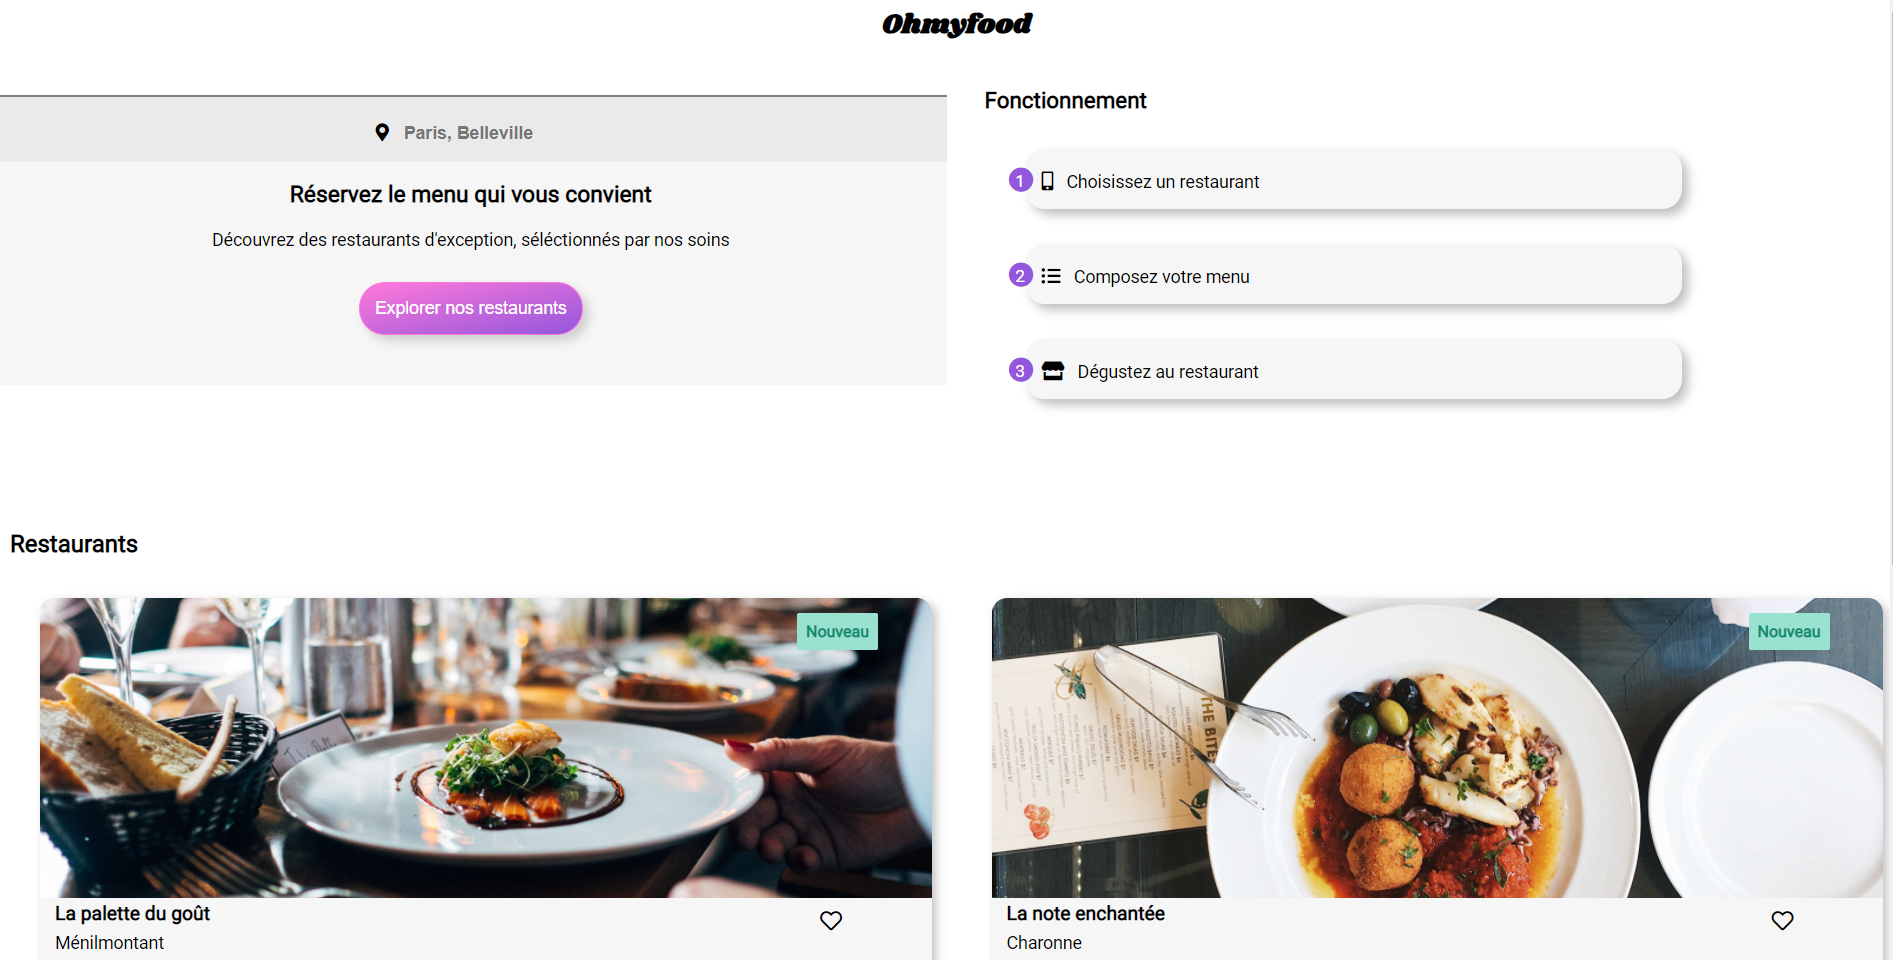 Ohmyfood
Paris, Belleville
Réservez le menu qui vous convient
Découvrez des restaurants d'exception, séléctionnés par nos soins
Explorer nos restaurants
Fonctionnement
1 Choisissez un restaurant
2 Composez votre menu
3 Dégustez au restaurant
Restaurants
Nouveau
La palette du goût
Ménilmontant
Nouveau
THE BITE
La note enchantée
Charonne